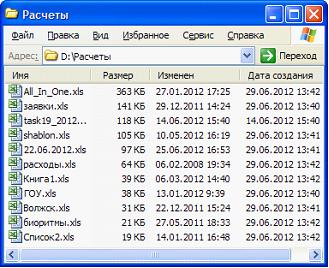 Расчеты
Файл Правка Вид Избранное Сервис Справка
Адрес: D:\Расчеты Переход
Имя Размер Изменен Дата создания
All_In_One.xls 363 КБ 27.01.2012 17:25 29.06.2012 13:42
заявки.xls 141 КБ 29.12.2011 14:24 29.06.2012 13:40
task19_2012... 118 КБ 14.06.2012 15:40 29.06.2012 13:40
shablon.xls 105 КБ 10.05.2012 16:19 29.06.2012 13:41
22.06.2012.xls 97 КБ 25.06.2012 16:53 29.06.2012 13:41
расходы.xls 64 КБ 06.02.2008 19:34 29.06.2012 13:42
Книга1.xls 39 КБ 06.03.2012 14:40 29.06.2012 13:42
ГОУ.xls 38 КБ 13.01.2012 9:39 29.06.2012 13:40
Волжск.xls 31 КБ 22.12.2011 15:24 29.06.2012 13:41
биоритмы.xls 21 КБ 27.05.2011 18:33 29.06.2012 13:42
Список2.xls 19 КБ 14.01.2011 16:48 29.06.2012 13:42